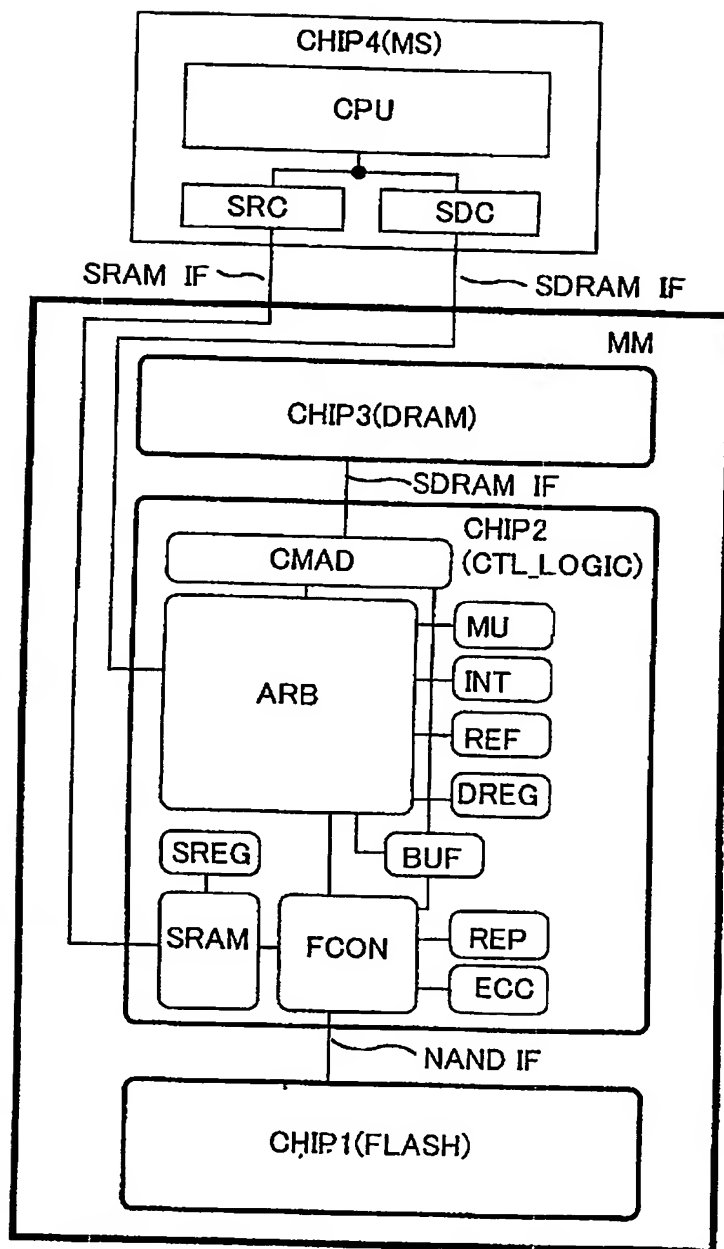 CHIP4(MS)
CPU
SRC
SDC
SRAM IF
SDRAM IF
MM
CHIP3(DRAM)
SDRAM IF
CHIP2
(CTL_LOGIC)
CMAD
MU
ARB
INT
REF
DREG
BUF
SREG
SRAM
FCON
REP
ECC
NAND IF
CHIP1(FLASH)